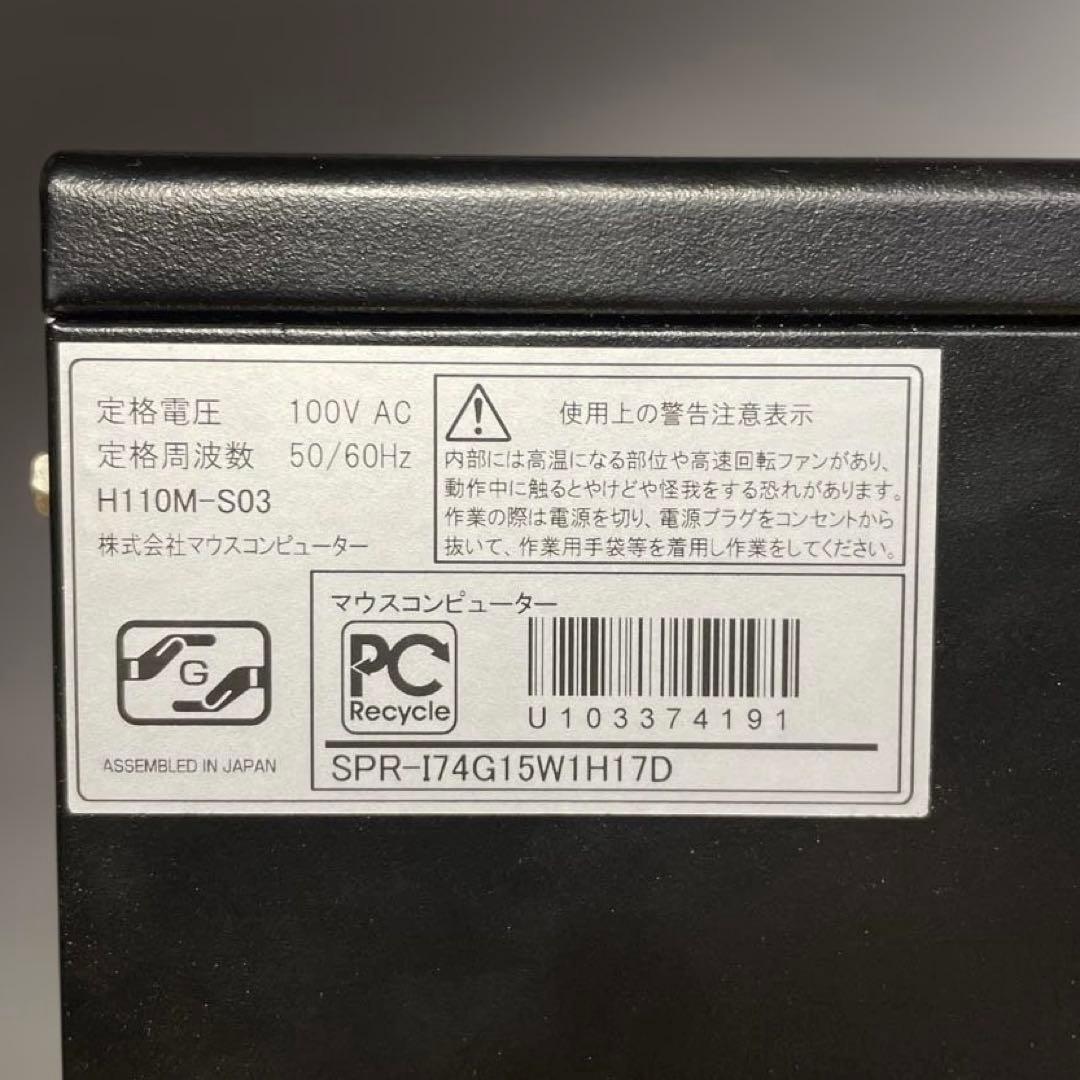 定格電圧 100V AC
定格周波数 50/60Hz
H110M-S03
株式会社マウスコンピューター
使用上の警告注意表示
内部には高温になる部位や高速回転ファンがあり、
動作中に触るとやけどや怪我をする恐れがあります。
作業の際は電源を切り、電源プラグをコンセントから
抜いて、作業用手袋等を着用し作業をしてください。
G
ASSEMBLED IN JAPAN
マウスコンピューター
PC
Recycle
U103374191
SPR-I74G15W1H17D